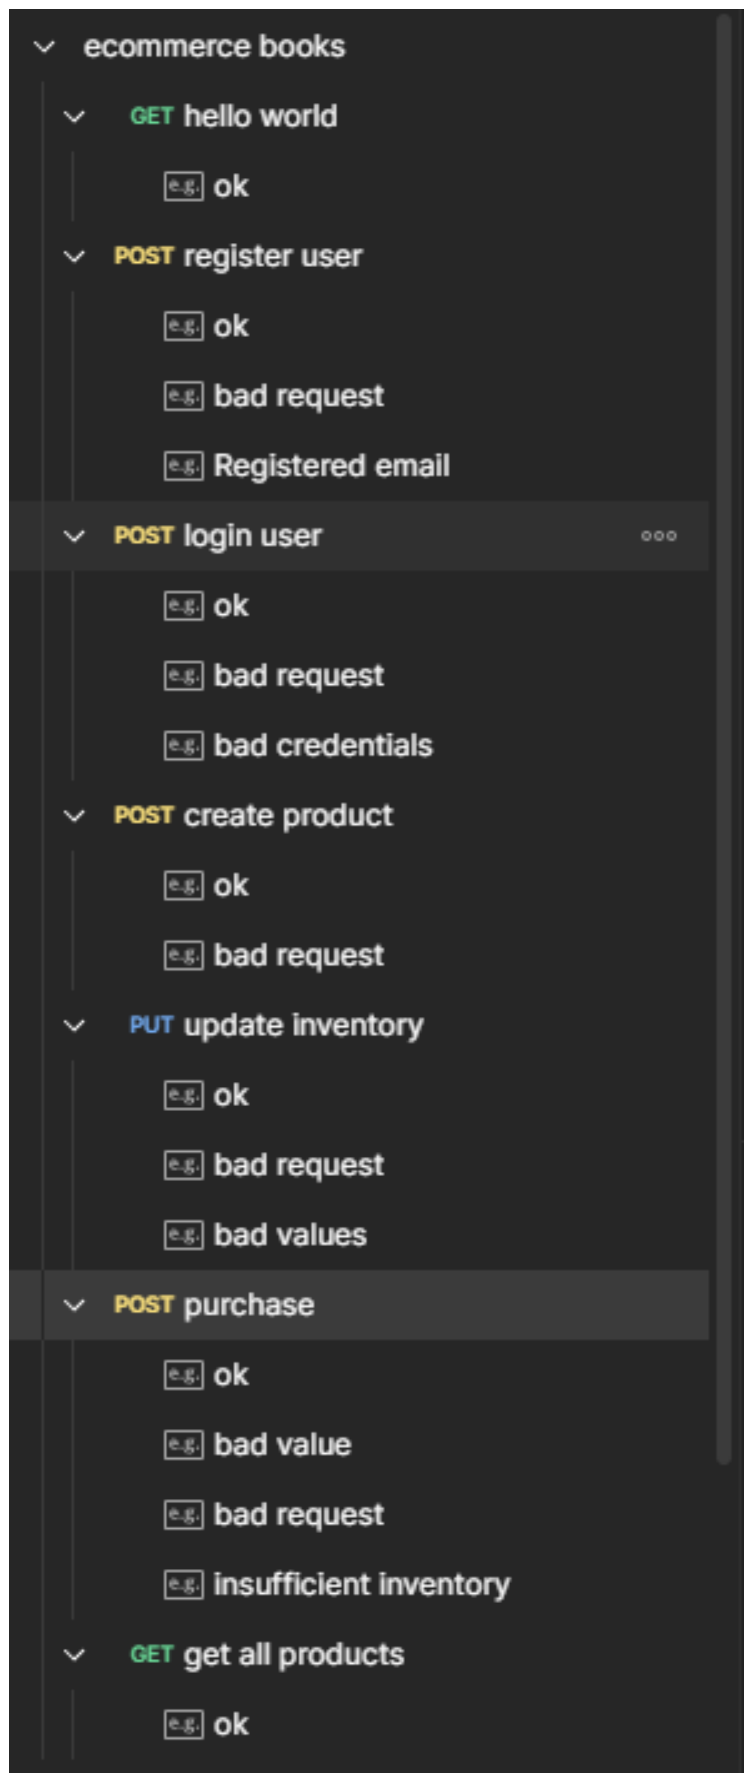 ecommerce books
GET hello world
e.g. ok
POST register user
e.g. ok
e.g. bad request
e.g. Registered email
POST login user
e.g. ok
e.g. bad request
e.g. bad credentials
POST create product
e.g. ok
e.g. bad request
PUT update inventory
e.g. ok
e.g. bad request
e.g. bad values
POST purchase
e.g. ok
e.g. bad value
e.g. bad request
e.g. insufficient inventory
GET get all products
e.g. ok